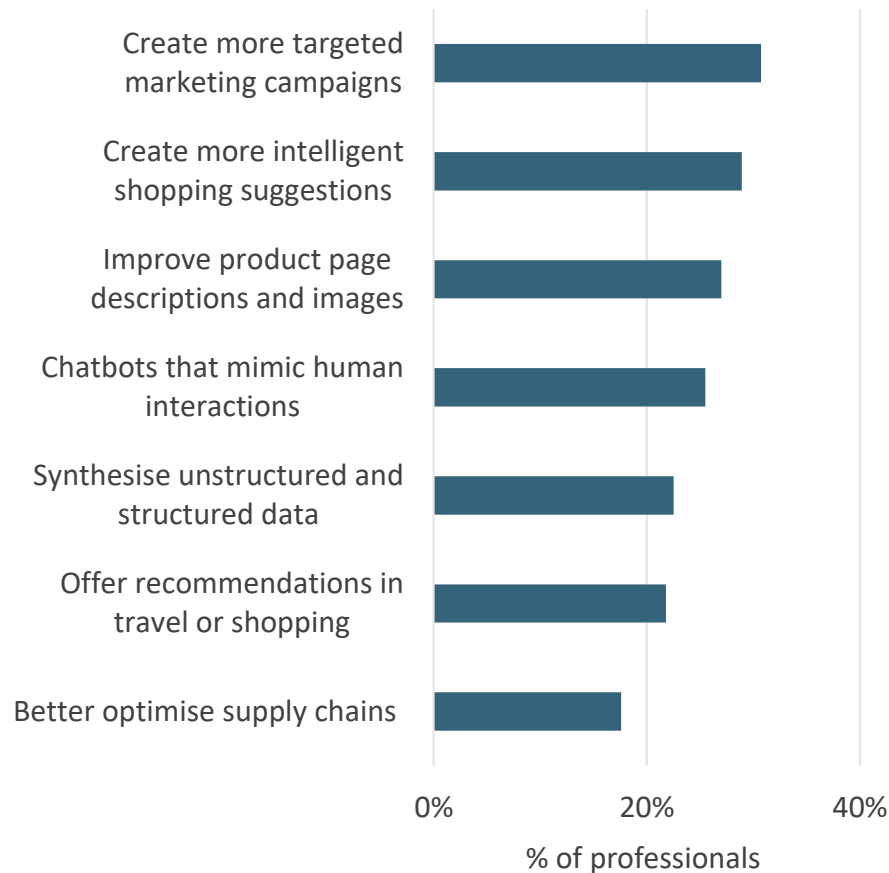 Create more targeted
marketing campaigns
Create more intelligent
shopping suggestions
Improve product page
descriptions and images
Chatbots that mimic human
interactions
Synthesise unstructured and
structured data
Offer recommendations in
travel or shopping
Better optimise supply chains
0% 20% 40%
% of professionals